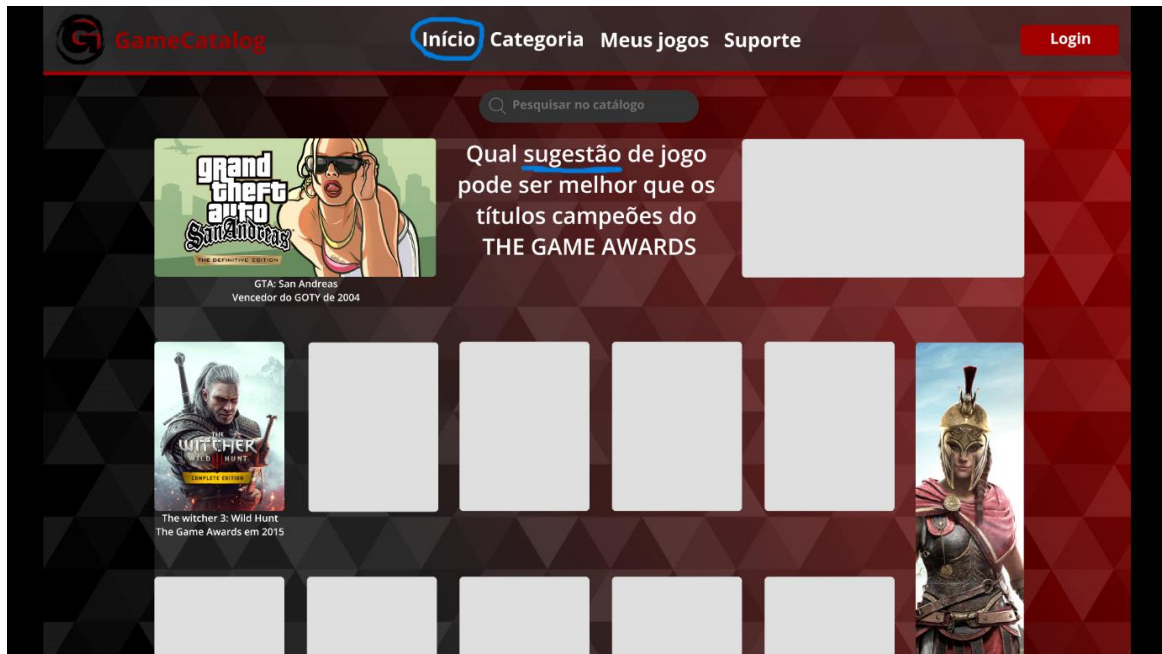 GameCatalog
Início Categoria Meus jogos Suporte
Login
Pesquisar no catálogo
grand
theft
auto
San Andreas
THE DEFINITIVE EDITION
GTA: San Andreas
Vencedor do GOTY de 2004
Qual sugestão de jogo
pode ser melhor que os
títulos campeões do
THE GAME AWARDS
THE
WITCHER
WILD HUNT
COMPLETE EDITION
The witcher 3: Wild Hunt
The Game Awards em 2015